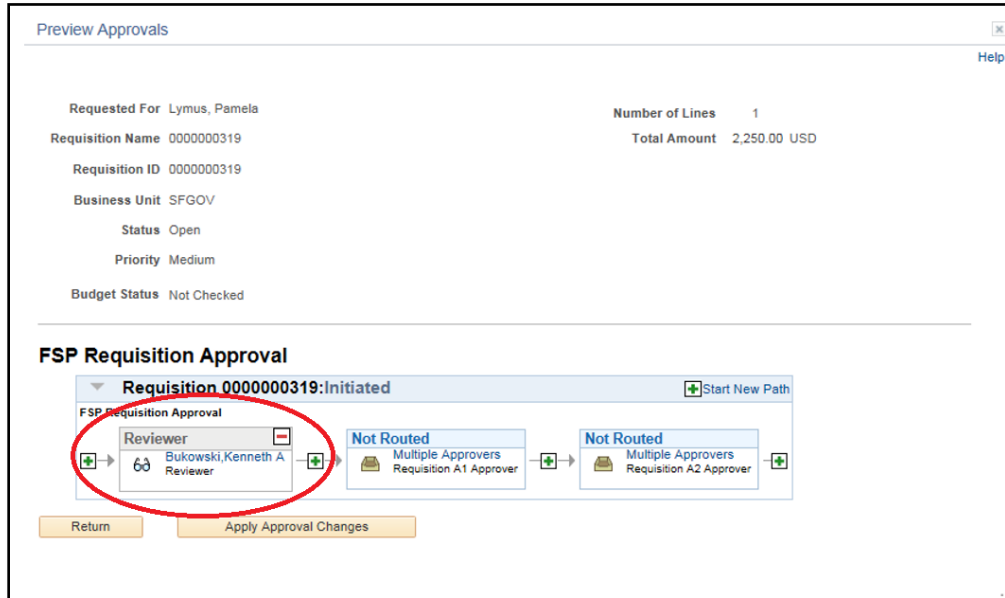 Preview Approvals
Help
Requested For Lymus, Pamela
Number of Lines 1
Requisition Name 0000000319
Total Amount 2,250.00 USD
Requisition ID 0000000319
Business Unit SFGOV
Status Open
Priority Medium
Budget Status Not Checked
FSP Requisition Approval
Requisition 0000000319:Initiated
Start New Path
FSP Requisition Approval
Reviewer
Bukowski,Kenneth A
Reviewer
Not Routed
Multiple Approvers
Requisition A1 Approver
Not Routed
Multiple Approvers
Requisition A2 Approver
Return
Apply Approval Changes